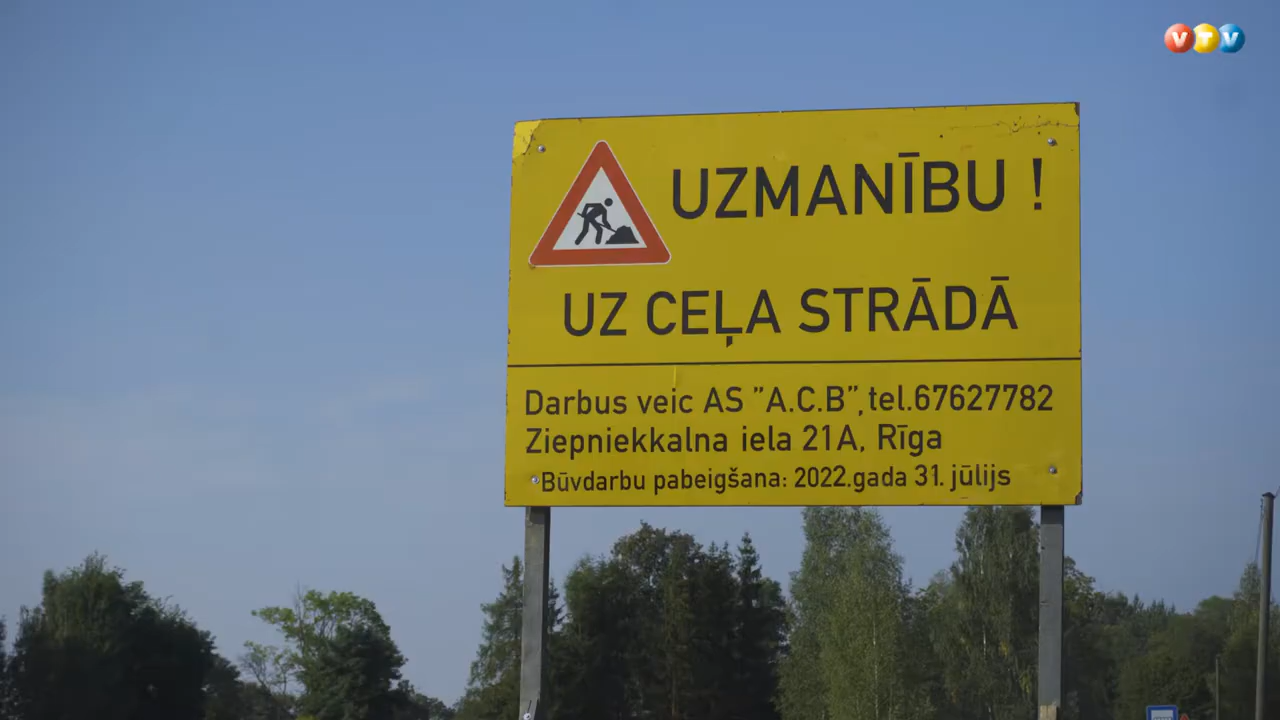 VTV
UZMANĪBU !
UZ CEĻA STRĀDĀ
Darbus veic AS "A.C.B", tel.67627782
Ziepniekkalna iela 21A, Rīga
Būvdarbu pabeigšana: 2022.gada 31. jūlijs